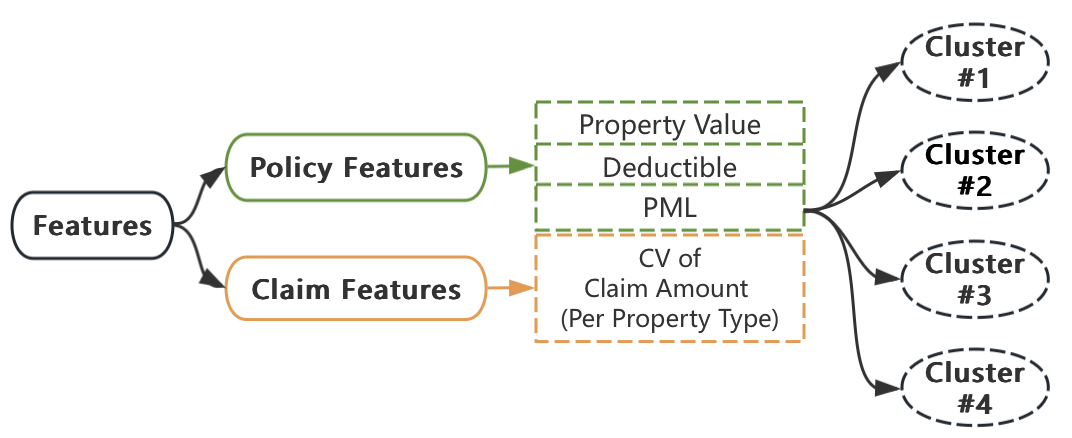 Features
Policy Features
Claim Features
Property Value
Deductible
PML
CV of
Claim Amount
(Per Property Type)
Cluster
#1
Cluster
#2
Cluster
#3
Cluster
#4